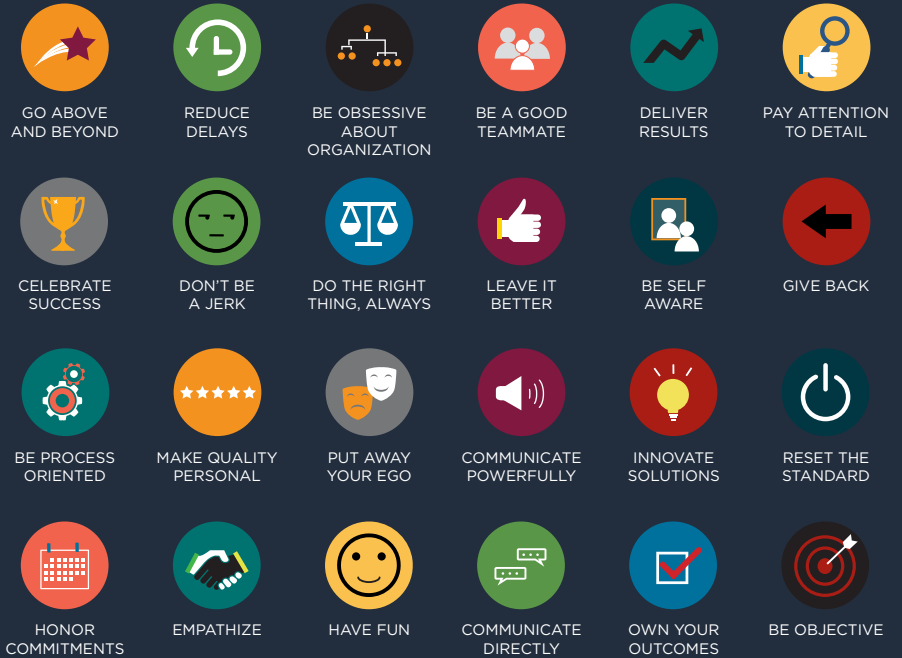 GO ABOVE
AND BEYOND
REDUCE
DELAYS
BE OBSESSIVE
ABOUT
ORGANIZATION
BE A GOOD
TEAMMATE
DELIVER
RESULTS
PAY ATTENTION
TO DETAIL
CELEBRATE
SUCCESS
DON'T BE
A JERK
DO THE RIGHT
THING, ALWAYS
LEAVE IT
BETTER
BE SELF
AWARE
GIVE BACK
BE PROCESS
ORIENTED
MAKE QUALITY
PERSONAL
PUT AWAY
YOUR EGO
COMMUNICATE
POWERFULLY
INNOVATE
SOLUTIONS
RESET THE
STANDARD
HONOR
COMMITMENTS
EMPATHIZE
HAVE FUN
COMMUNICATE
DIRECTLY
OWN YOUR
OUTCOMES
BE OBJECTIVE